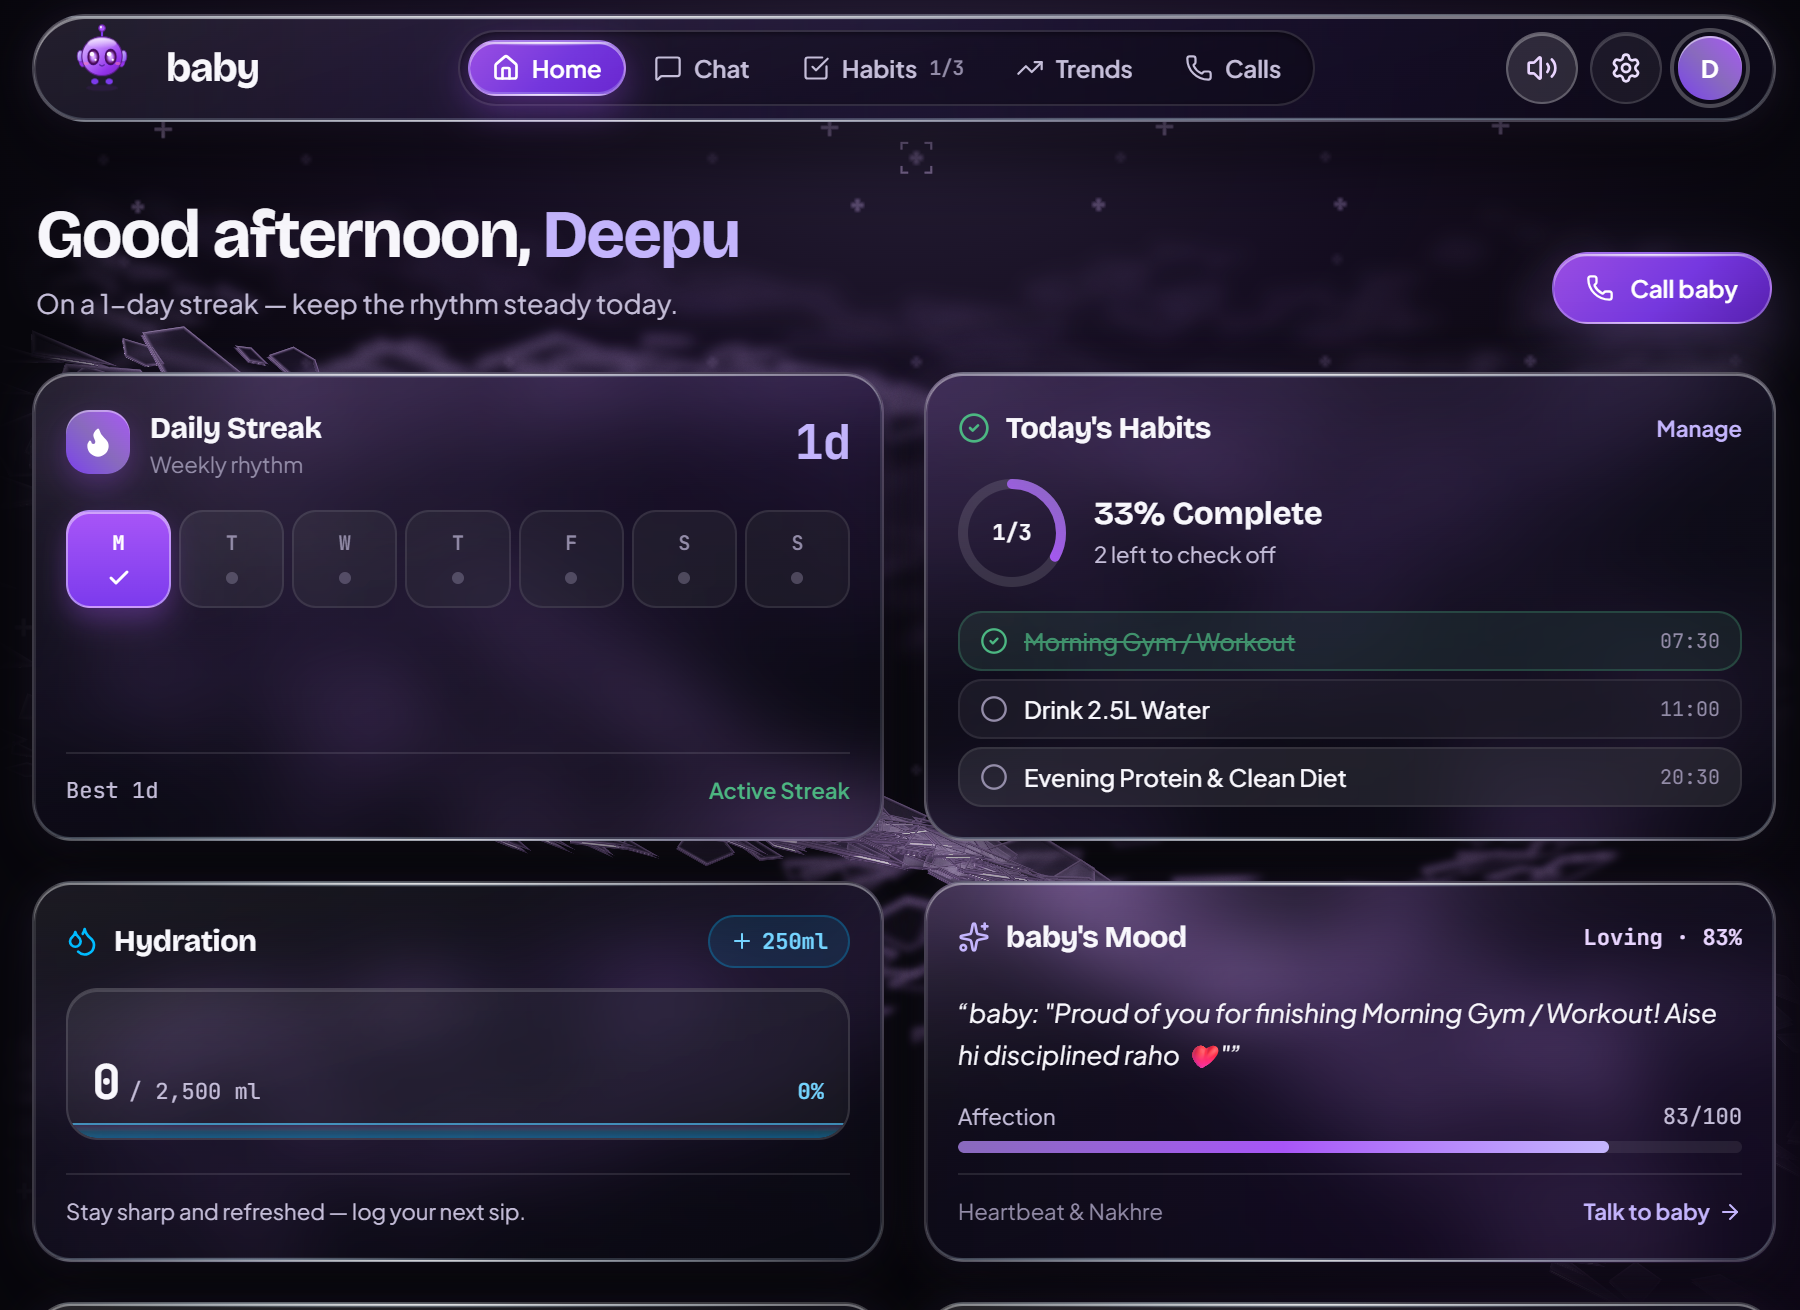 baby
Home
Chat
Habits 1/3
Trends
Calls
D
Good afternoon, Deepu
On a 1-day streak — keep the rhythm steady today.
Call baby
Daily Streak
Weekly rhythm
1d
M T W T F S S
Best 1d
Active Streak
Today's Habits
Manage
1/3
33% Complete
2 left to check off
Morning Gym / Workout 07:30
Drink 2.5L Water 11:00
Evening Protein & Clean Diet 20:30
Hydration
+ 250ml
0 / 2,500 ml
0%
Stay sharp and refreshed — log your next sip.
baby's Mood
Loving · 83%
“baby: "Proud of you for finishing Morning Gym / Workout! Aise
hi disciplined raho ❤️"”
Affection 83/100
Heartbeat & Nakhre
Talk to baby →